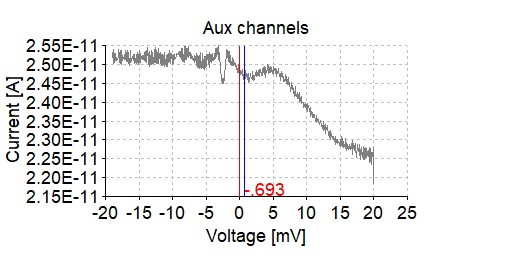 Aux channels
2.55E-11
2.50E-11
2.45E-11
2.40E-11
2.35E-11
2.30E-11
2.25E-11
2.20E-11
2.15E-11
Current [A]
-.693
-20 -15 -10 -5 0 5 10 15 20 25
Voltage [mV]